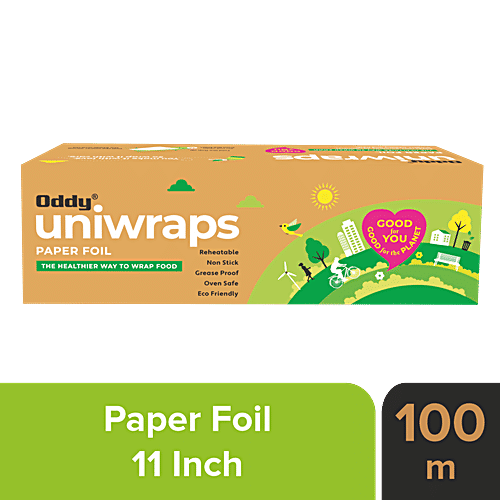 Oddy
uniwraps
Oddy®
uniwraps
PAPER FOIL
THE HEALTHIER WAY TO WRAP FOOD
Reheatable
Non Stick
Grease Proof
Oven Safe
Eco Friendly
GOOD
for
YOU
GOOD for the PLANET
Paper Foil
11 Inch
100
m